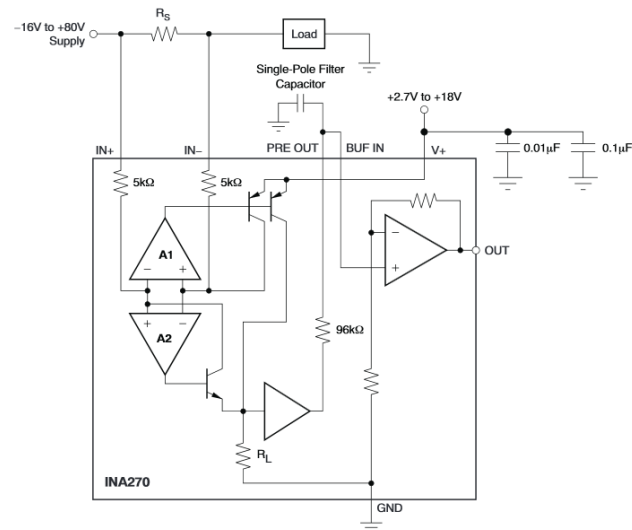 −16V to +80V
Supply
R_S
Load
Single-Pole Filter
Capacitor
+2.7V to +18V
IN+
IN−
PRE OUT
BUF IN
V+
0.01μF
0.1μF
5kΩ
5kΩ
A1
−
+
−
+
OUT
+
−
A2
96kΩ
R_L
INA270
GND